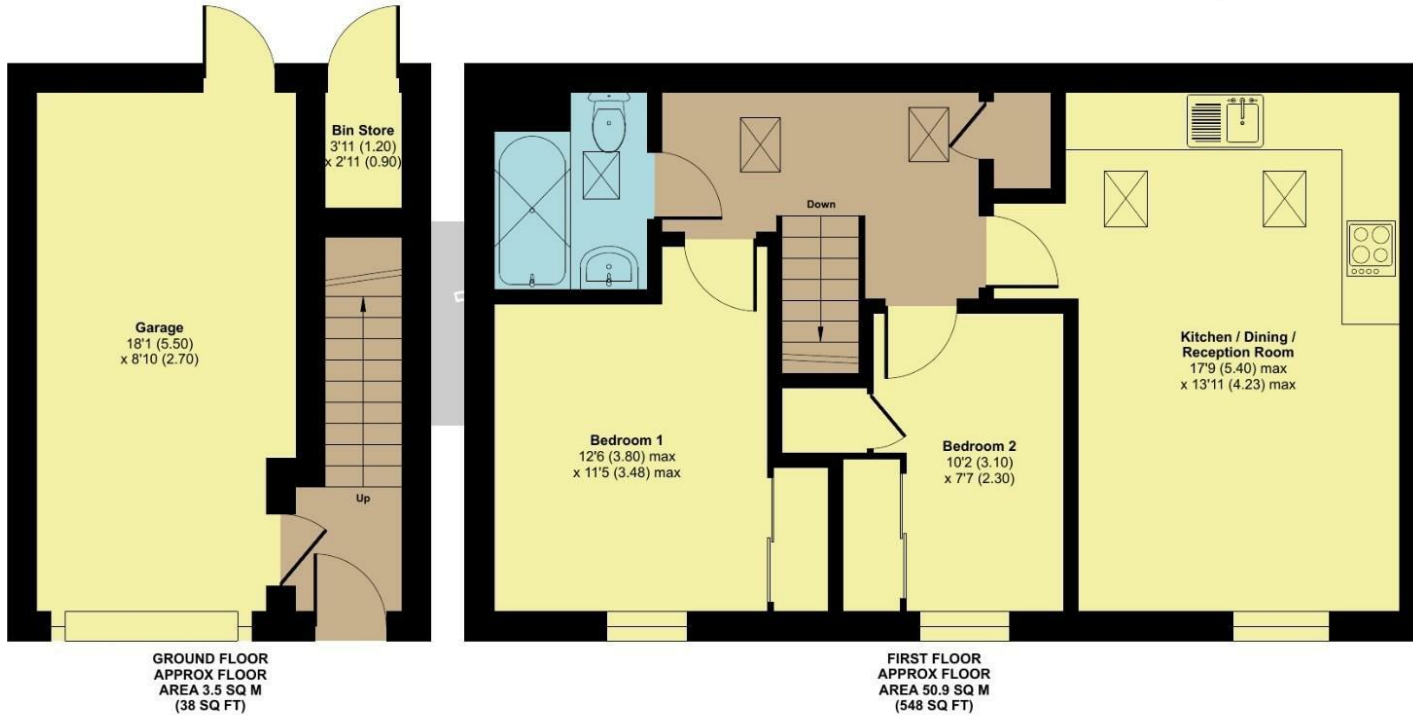 Bin Store
3'11 (1.20)
x 2'11 (0.90)
Garage
18'1 (5.50)
x 8'10 (2.70)
Up
GROUND FLOOR
APPROX FLOOR
AREA 3.5 SQ M
(38 SQ FT)
Down
Bedroom 1
12'6 (3.80) max
x 11'5 (3.48) max
Bedroom 2
10'2 (3.10)
x 7'7 (2.30)
Kitchen / Dining /
Reception Room
17'9 (5.40) max
x 13'11 (4.23) max
FIRST FLOOR
APPROX FLOOR
AREA 50.9 SQ M
(548 SQ FT)